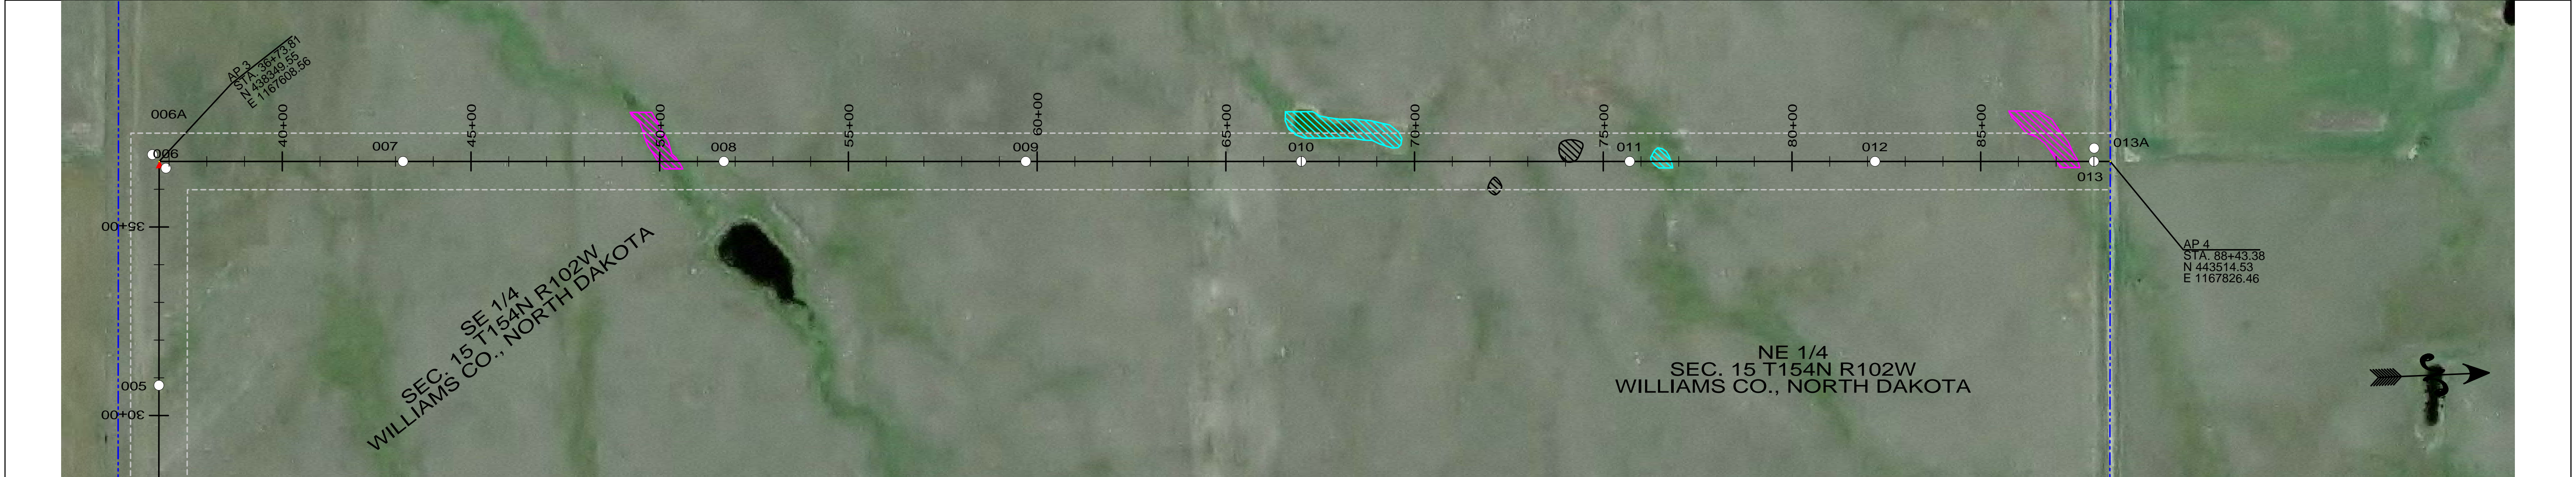 AP 3
STA. 36+73.81
N 438349.55
E 1167608.56
006A
006
40+00
007
45+00
50+00
008
55+00
009
60+00
65+00
010
70+00
75+00
011
80+00
012
85+00
013A
013
AP 4
STA. 88+43.38
N 443514.53
E 1167826.46
35+00
SE 1/4
SEC. 15 T154N R102W
WILLIAMS CO., NORTH DAKOTA
NE 1/4
SEC. 15 T154N R102W
WILLIAMS CO., NORTH DAKOTA
005
30+00